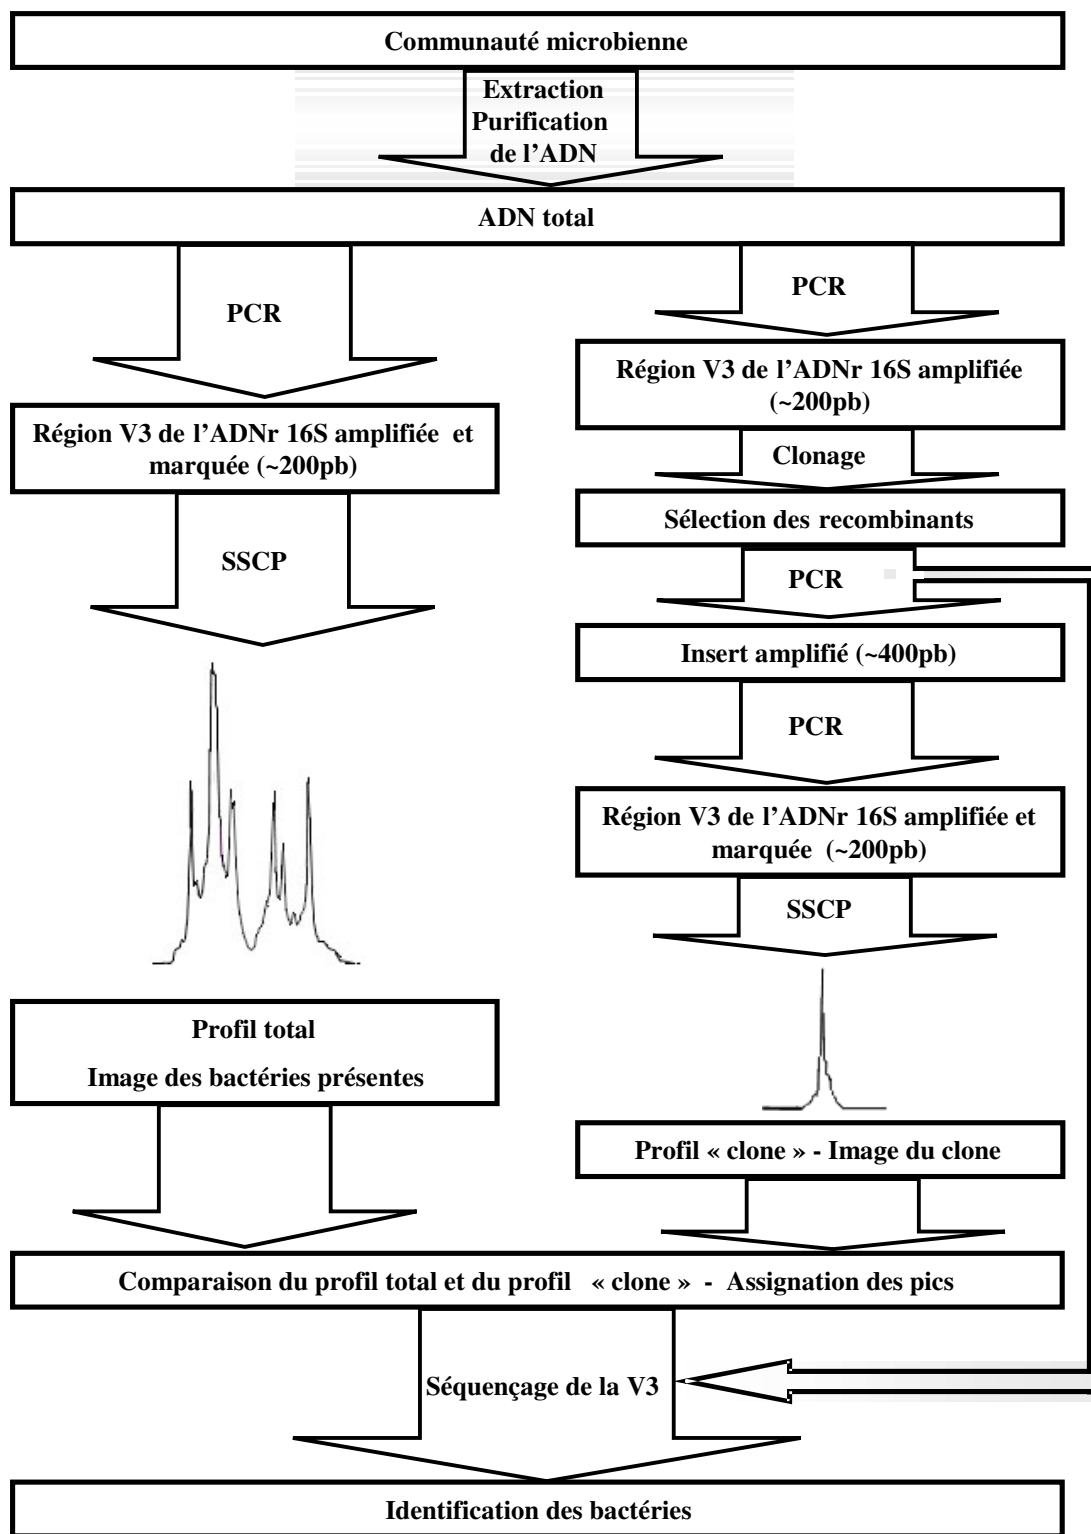 Communauté microbienne
Extraction
Purification
de l'ADN
ADN total
PCR
Région V3 de l'ADNr 16S amplifiée et
marquée (~200pb)
SSCP
Profil total
Image des bactéries présentes
PCR
Région V3 de l'ADNr 16S amplifiée
(~200pb)
Clonage
Sélection des recombinants
PCR
Insert amplifié (~400pb)
PCR
Région V3 de l'ADNr 16S amplifiée et
marquée (~200pb)
SSCP
Profil « clone » - Image du clone
Comparaison du profil total et du profil « clone » - Assignation des pics
Séquençage de la V3
Identification des bactéries